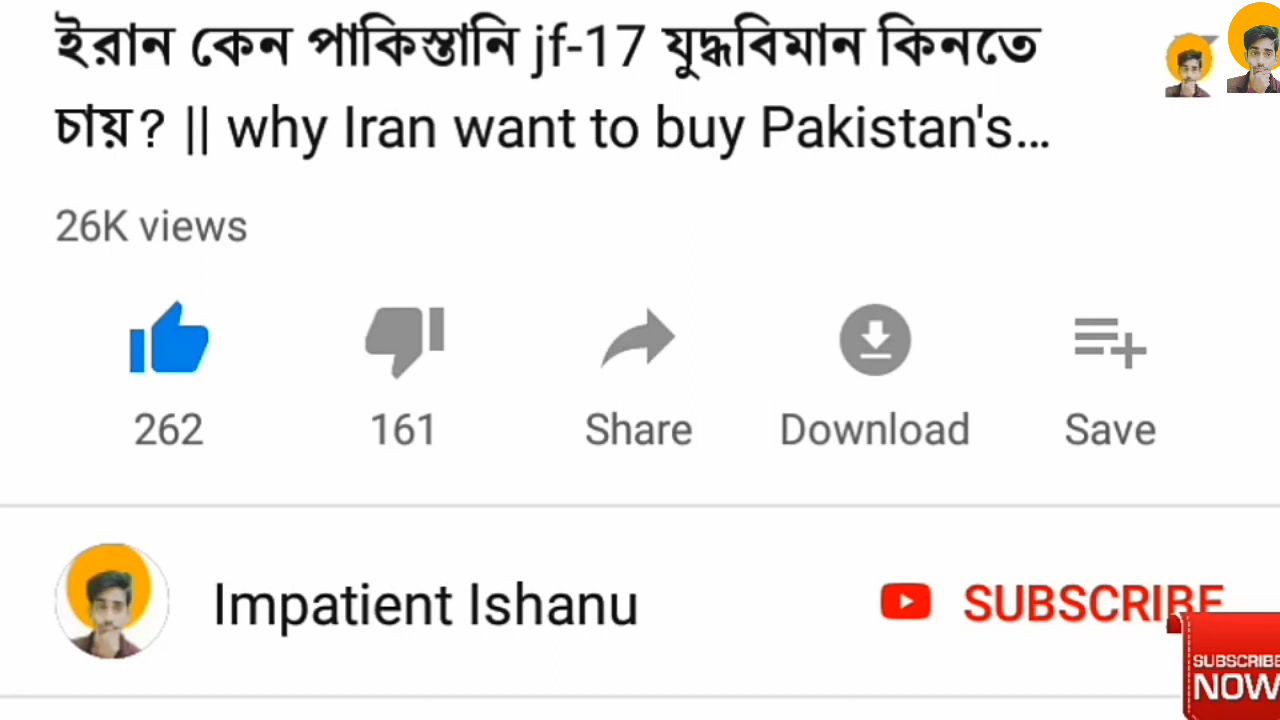 ইরান কেন পাকিস্তানি jf-17 যুদ্ধবিমান কিনতে
চায়? || why Iran want to buy Pakistan's...
26K views
262 161 Share Download Save
Impatient Ishanu SUBSCRIBE
SUBSCRIBE
NOW